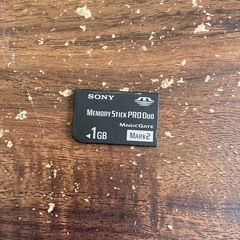 SONY
MEMORY STICK PRO DUO
MAGICGATE
1GB
MARK2